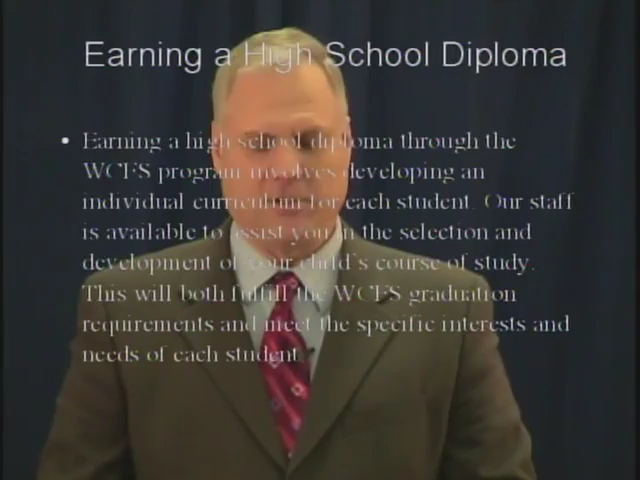 Earning a High School Diploma
• Earning a high school diploma through the
WCFS program involves developing an
individual curriculum for each student. Our staff
is available to assist you in the selection and
development of your child's course of study.
This will both fulfill the WCFS graduation
requirements and meet the specific interests and
needs of each student.